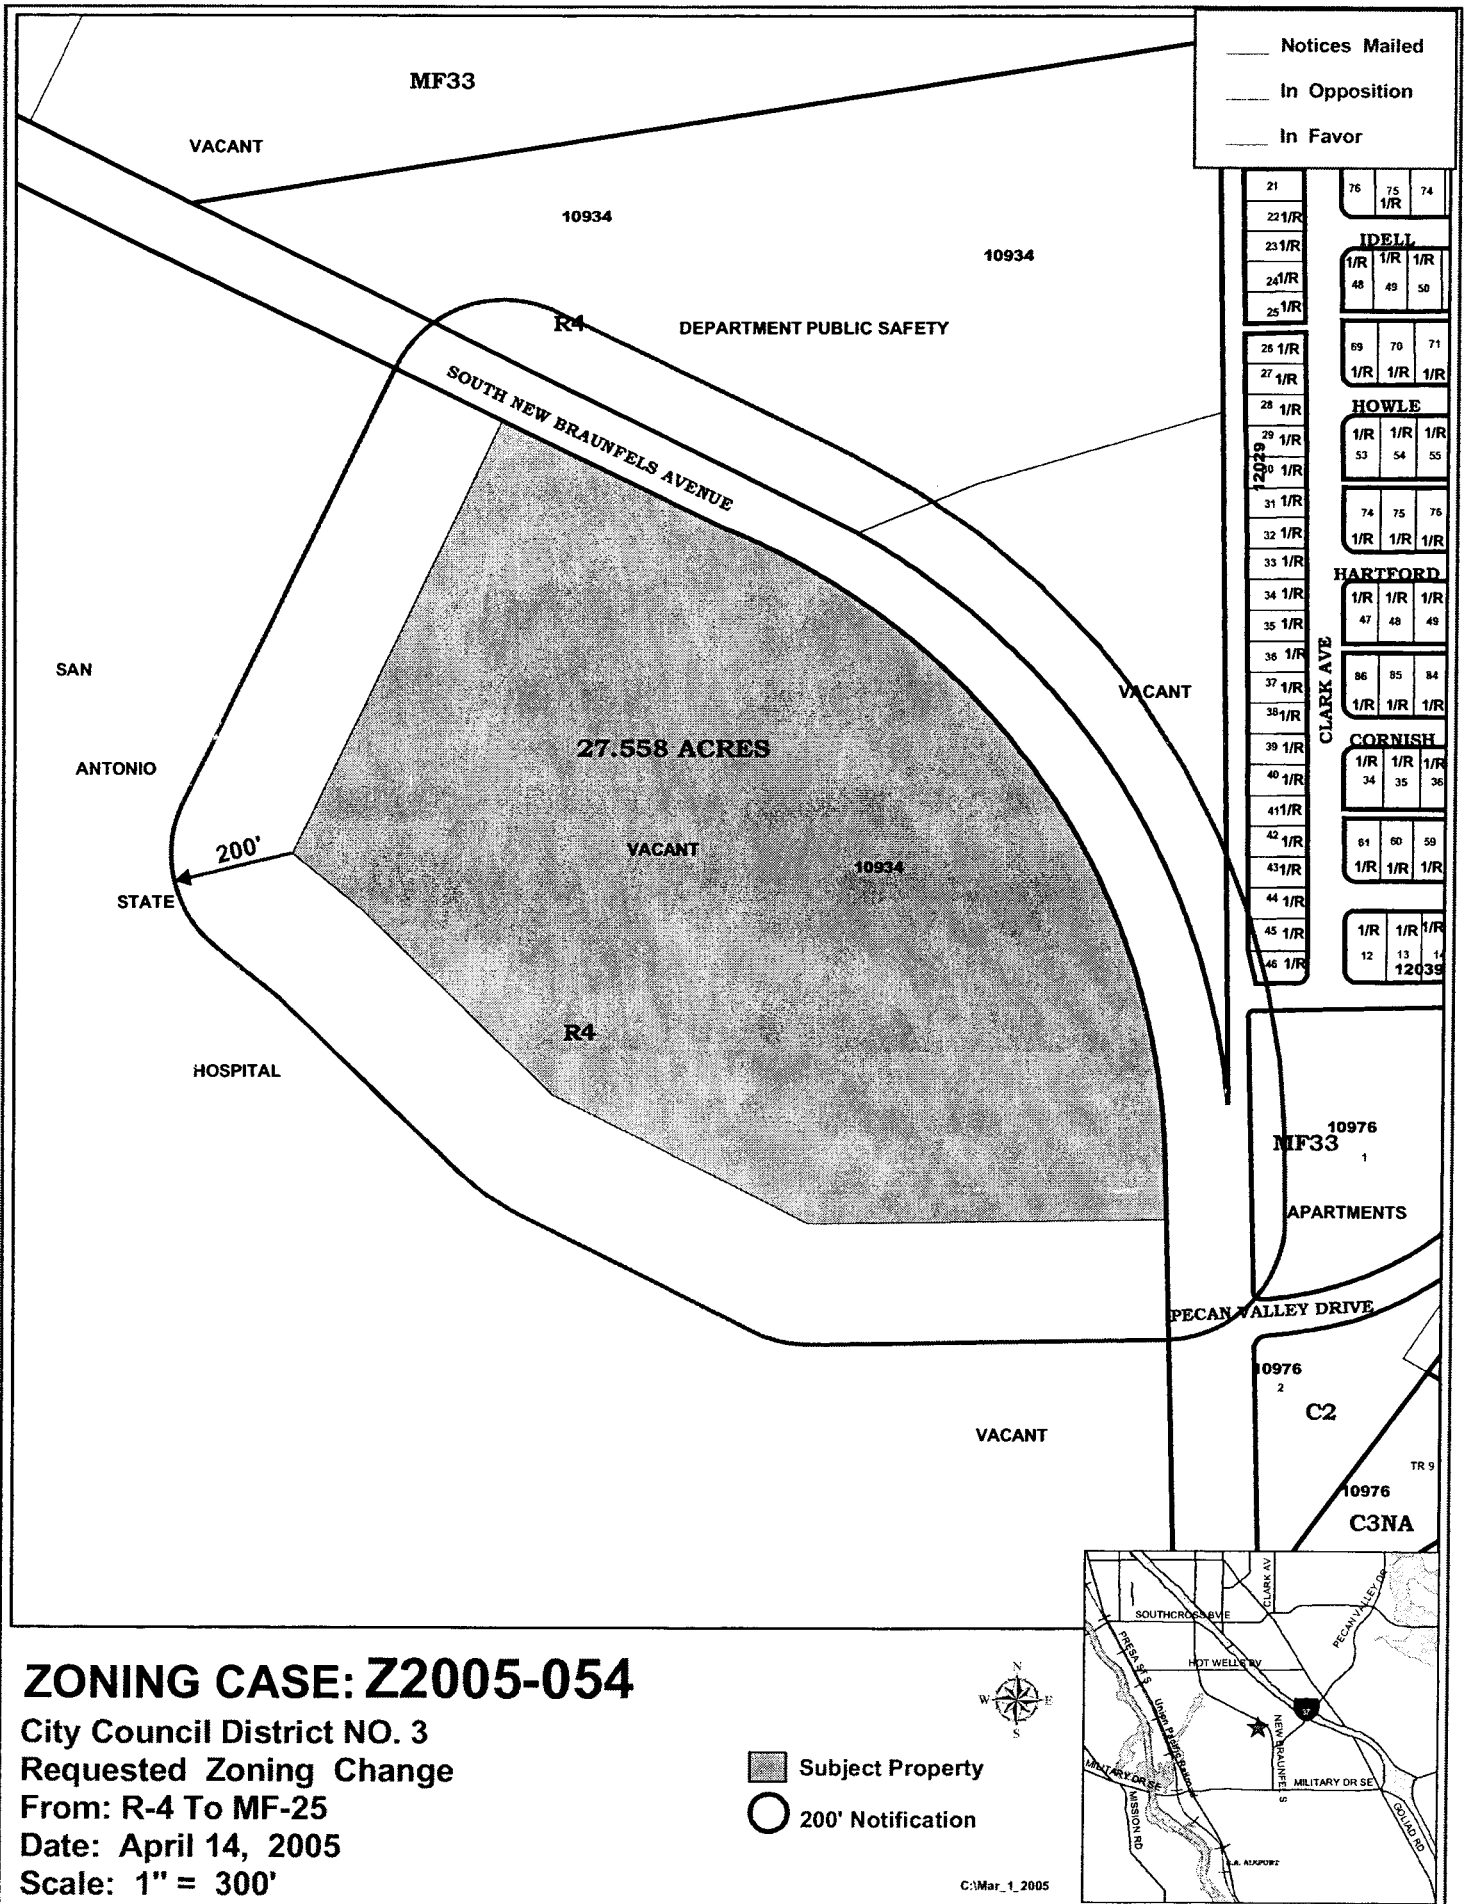 Notices Mailed
In Opposition
In Favor
MF33
VACANT
10934
10934
R4
DEPARTMENT PUBLIC SAFETY
SOUTH NEW BRAUNFELS AVENUE
21
22 1/R
23 1/R
24 1/R
25 1/R
26 1/R
27 1/R
28 1/R
29 1/R
30 1/R
12029
31 1/R
32 1/R
33 1/R
34 1/R
35 1/R
36 1/R
37 1/R
38 1/R
39 1/R
40 1/R
41 1/R
42 1/R
43 1/R
44 1/R
45 1/R
46 1/R
CLARK AVE
76 75 74
1/R
IDELL
1/R 1/R 1/R
48 49 50
69 70 71
1/R 1/R 1/R
HOWLE
1/R 1/R 1/R
53 54 55
74 75 76
1/R 1/R 1/R
HARTFORD
1/R 1/R 1/R
47 48 49
86 85 84
1/R 1/R 1/R
CORNISH
1/R 1/R 1/R
34 35 36
61 60 59
1/R 1/R 1/R
1/R 1/R 1/R
12 13 14
12039
VACANT
SAN
ANTONIO
STATE
HOSPITAL
200'
27.558 ACRES
VACANT
10934
R4
10976
MF33
1
APARTMENTS
PECAN VALLEY DRIVE
10976
2
C2
VACANT
TR 9
10976
C3NA
ZONING CASE: Z2005-054
City Council District NO. 3
Requested Zoning Change
From: R-4 To MF-25
Date: April 14, 2005
Scale: 1" = 300'
N
W E
S
Subject Property
200' Notification
C:\Mar_1_2005
CLARK AV
SOUTHCROSS BV E
PECAN VALLEY DR
PRESA ST S
HOT WELLS BV
Union Pacific Railroad
37
NEW BRAUNFELS S
MILITARY DR SE
MILITARY DR SE
MISSION RD
GOLIAD RD
S.A. AIRPORT